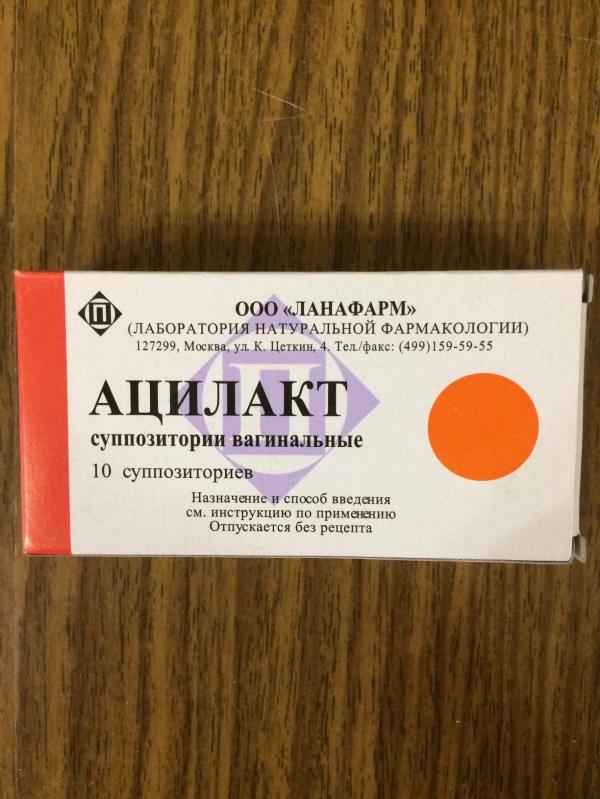 ООО «ЛАНАФАРМ»
(ЛАБОРАТОРИЯ НАТУРАЛЬНОЙ ФАРМАКОЛОГИИ)
127299, Москва, ул. К. Цеткин, 4. Тел./факс: (499)159-59-55
АЦИЛАКТ
суппозитории вагинальные
10 суппозиториев
Назначение и способ введения
см. инструкцию по применению
Отпускается без рецепта